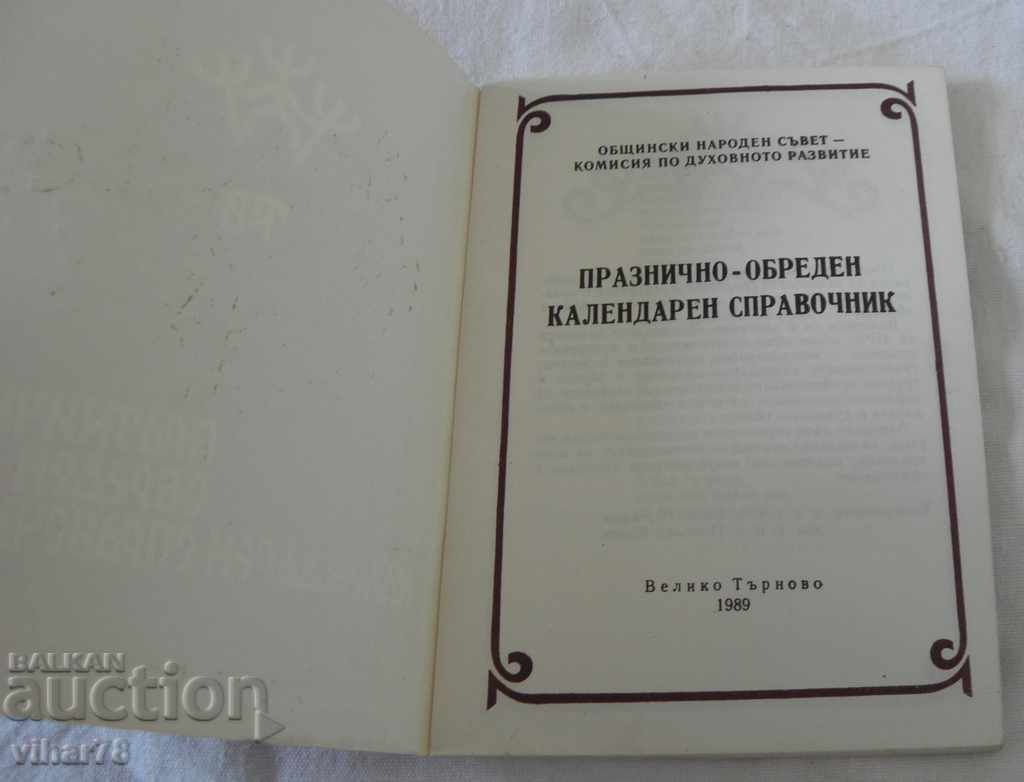 ОБЩИНСКИ НАРОДЕН СЪВЕТ –
КОМИСИЯ ПО ДУХОВНОТО РАЗВИТИЕ
ПРАЗНИЧНО-ОБРЕДЕН
КАЛЕНДАРЕН СПРАВОЧНИК
Велико Търново
1989
BALKAN
auction
vihar78